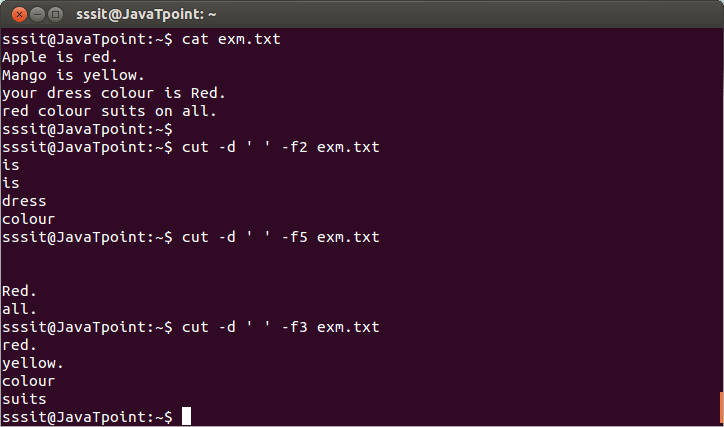 sssit@JavaTpoint: ~
sssit@JavaTpoint:~$ cat exm.txt
Apple is red.
Mango is yellow.
your dress colour is Red.
red colour suits on all.
sssit@JavaTpoint:~$
sssit@JavaTpoint:~$ cut -d ' ' -f2 exm.txt
is
is
dress
colour
sssit@JavaTpoint:~$ cut -d ' ' -f5 exm.txt


Red.
all.
sssit@JavaTpoint:~$ cut -d ' ' -f3 exm.txt
red.
yellow.
colour
suits
sssit@JavaTpoint:~$